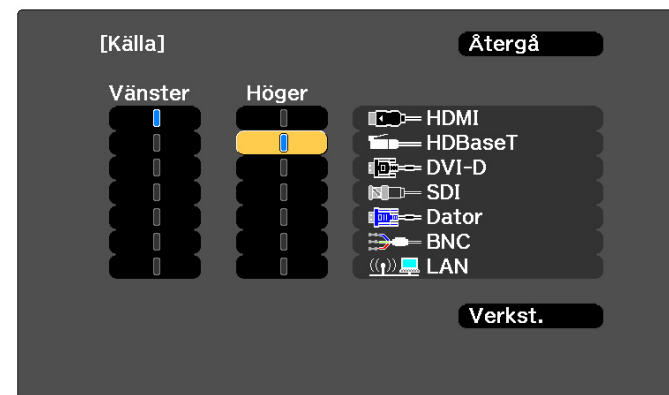 [Källa]
Återgå
Vänster
Höger
HDMI
HDBaseT
DVI-D
SDI
Dator
BNC
LAN
Verkst.